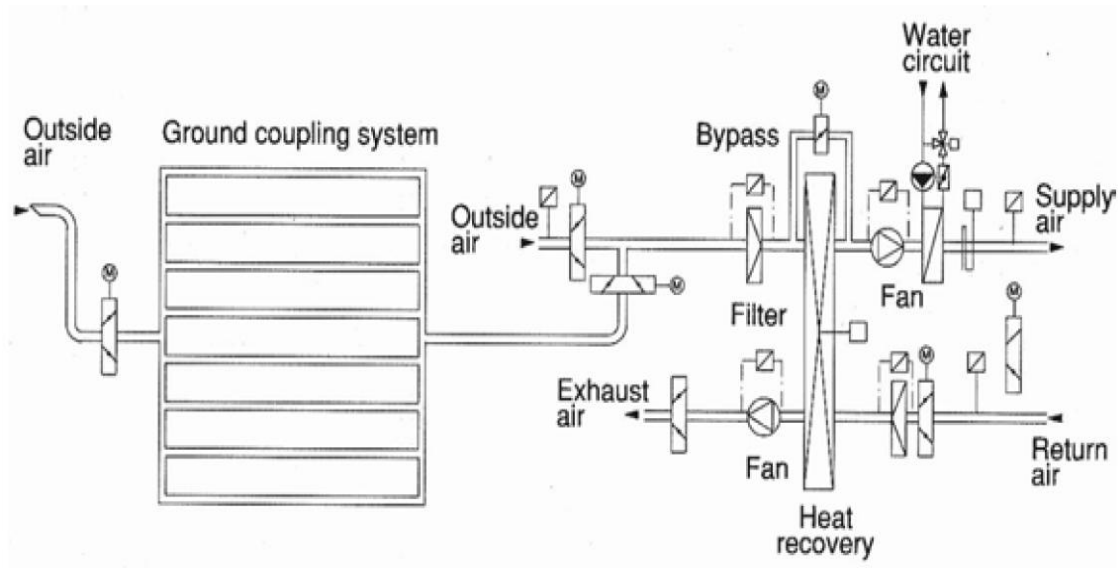 Water
circuit
Outside
air
Ground coupling system
Bypass
M
M
Outside
air
Supply
air
M
M
Fan
Filter
M
M
Exhaust
air
Fan
Return
air
Heat
recovery